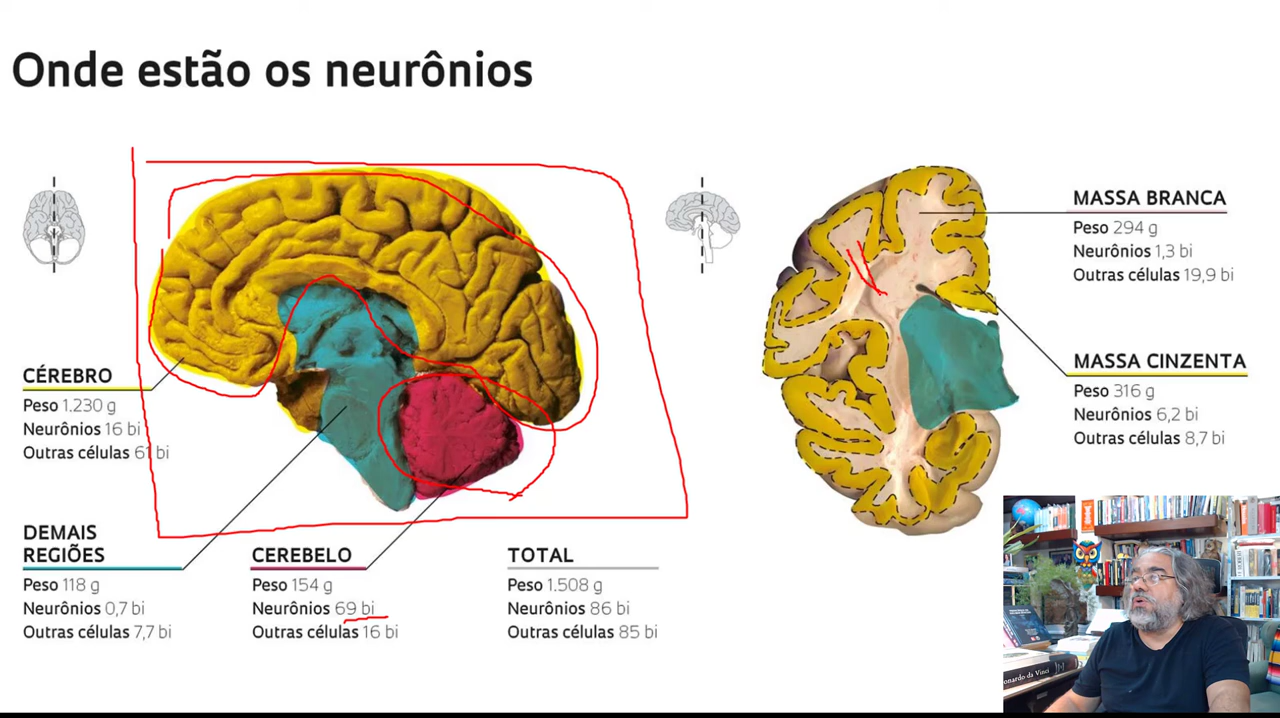 Onde estão os neurônios
CÉREBRO
Peso 1.230 g
Neurônios 16 bi
Outras células 61 bi
DEMAIS
REGIÕES
Peso 118 g
Neurônios 0,7 bi
Outras células 7,7 bi
CEREBELO
Peso 154 g
Neurônios 69 bi
Outras células 16 bi
TOTAL
Peso 1.508 g
Neurônios 86 bi
Outras células 85 bi
MASSA BRANCA
Peso 294 g
Neurônios 1,3 bi
Outras células 19,9 bi
MASSA CINZENTA
Peso 316 g
Neurônios 6,2 bi
Outras células 8,7 bi
da Vinci